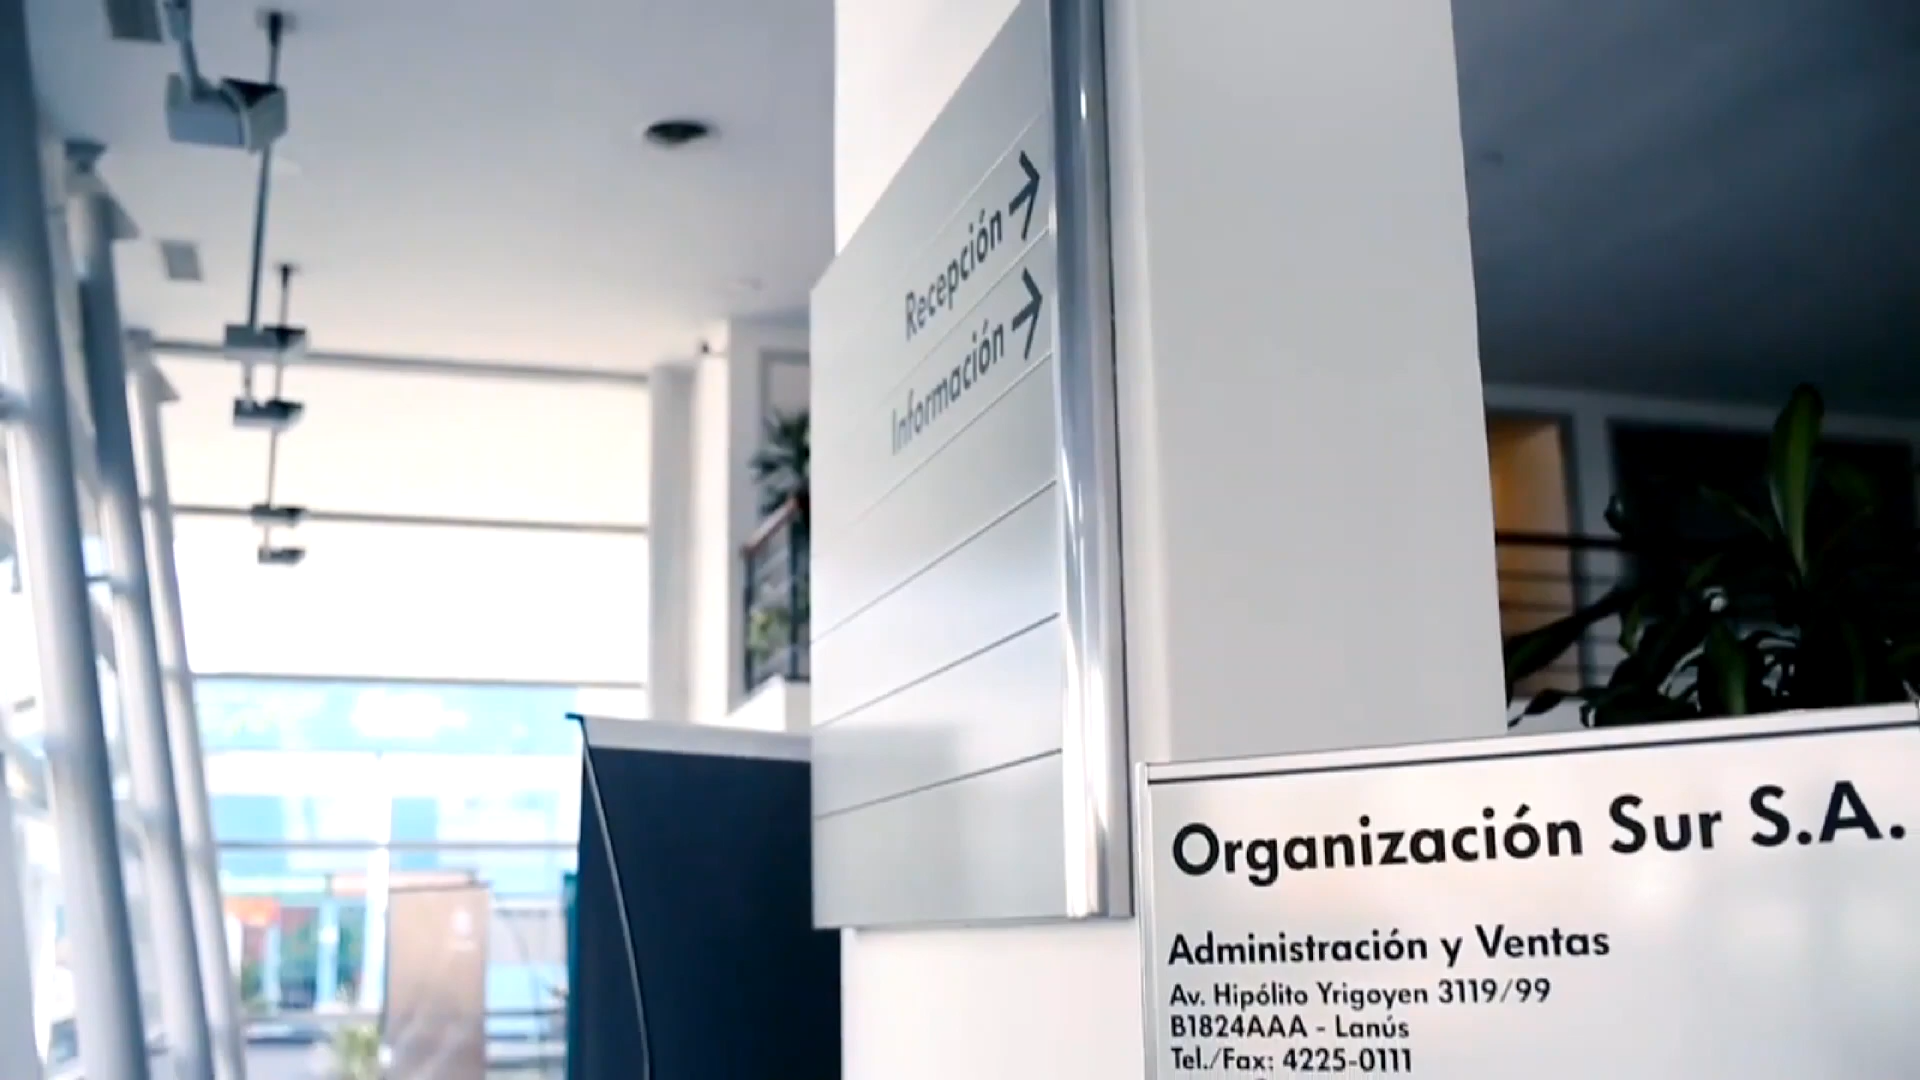 Recepción →
Información →
Organización Sur S.A.
Administración y Ventas
Av. Hipólito Yrigoyen 3119/99
B1824AAA - Lanús
Tel./Fax: 4225-0111